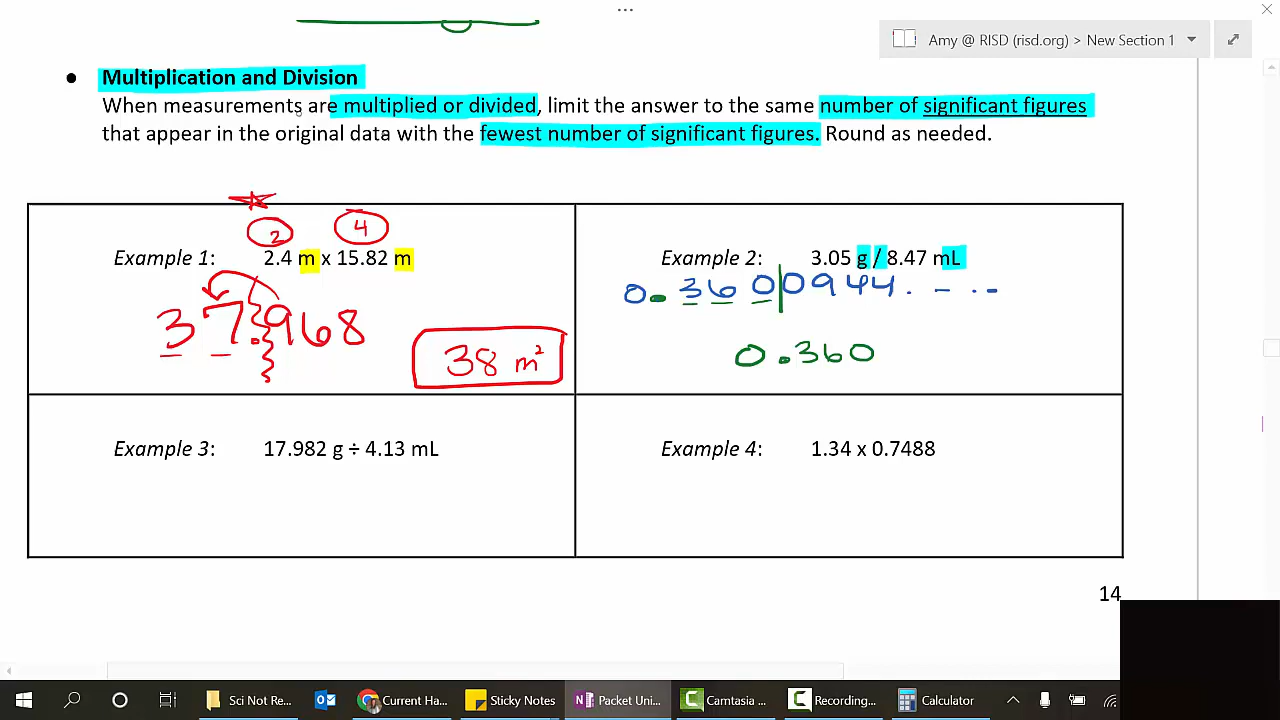 Amy @ RISD (risd.org) > New Section 1
● Multiplication and Division
When measurements are multiplied or divided, limit the answer to the same number of significant figures
that appear in the original data with the fewest number of significant figures. Round as needed.
2 4
Example 1: 2.4 m x 15.82 m
37.968
38 m²
Example 2: 3.05 g / 8.47 mL
0.3600944. – ..
0.360
Example 3: 17.982 g ÷ 4.13 mL
Example 4: 1.34 x 0.7488
14
Sci Not Re...
Current Ha...
Sticky Notes
Packet Uni...
Camtasia ...
Recording...
Calculator